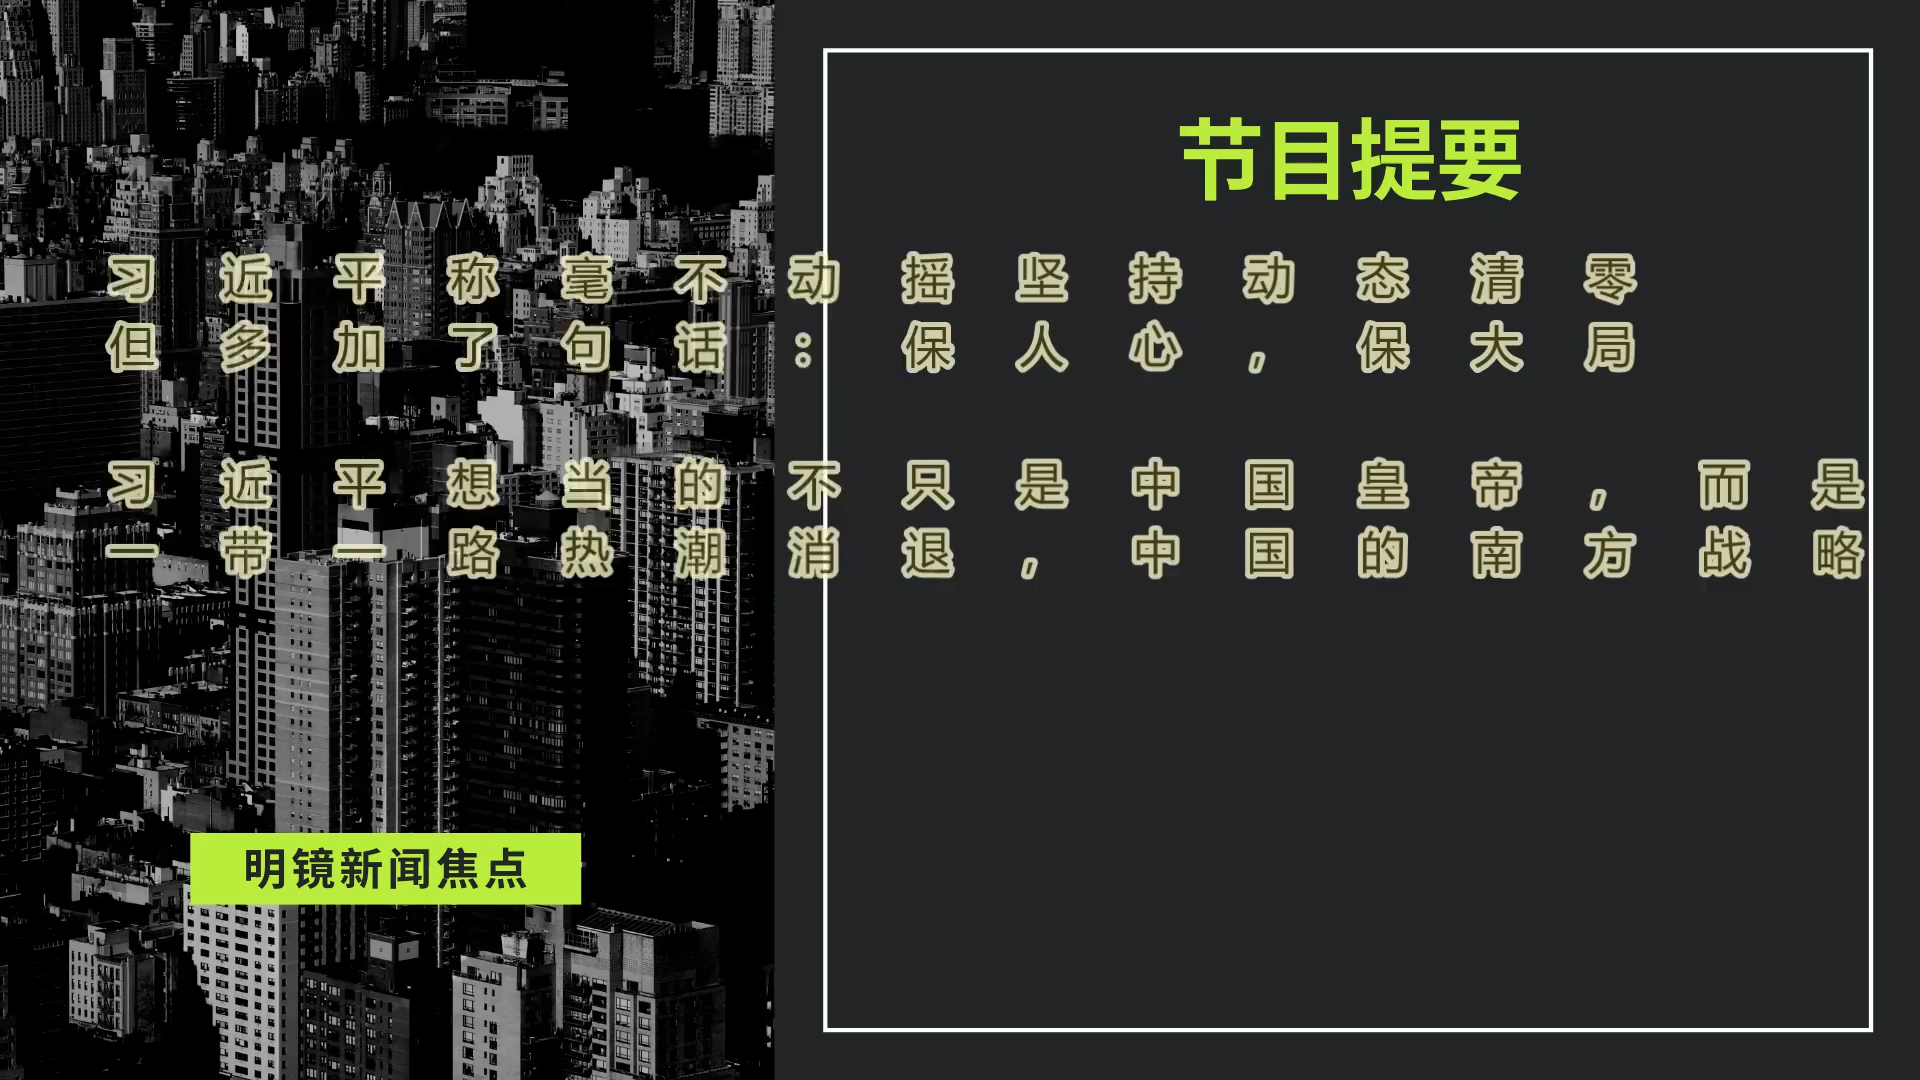 节目提要
习近平称毫不动摇坚持动态清零
但多加了句话：保人心，保大局
习近平想当的不只是中国皇帝，而是
一带一路热潮消退，中国的南方战略
明镜新闻焦点